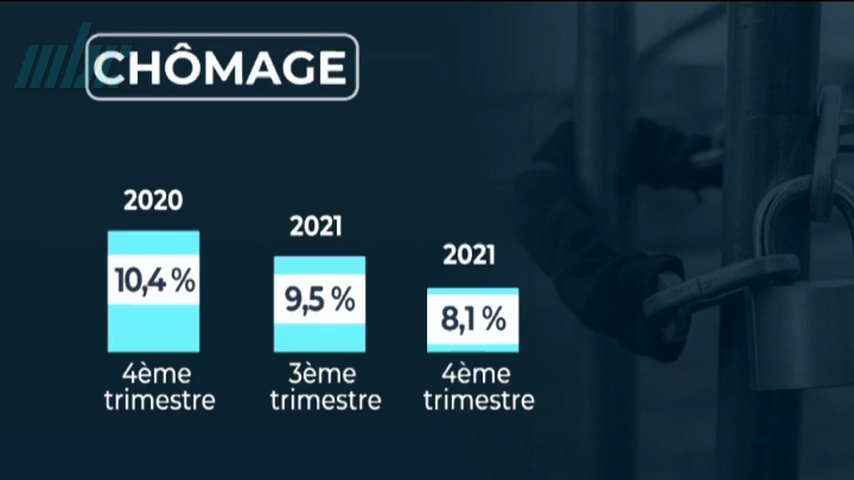 CHÔMAGE
2020
10,4 %
4ème
trimestre
2021
9,5 %
3ème
trimestre
2021
8,1 %
4ème
trimestre